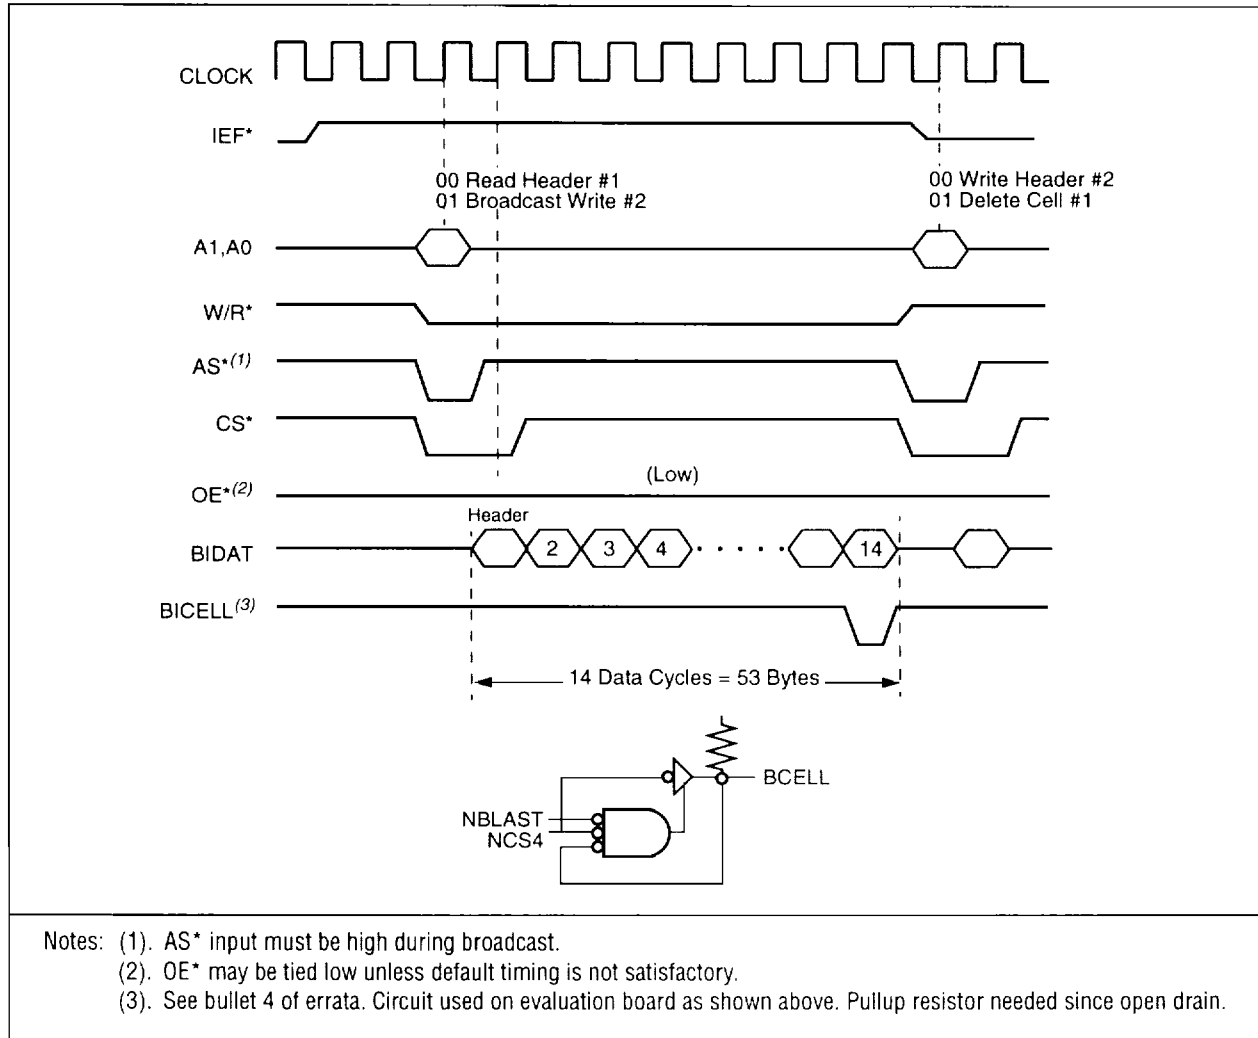 CLOCK
IEF*
00 Read Header #1
01 Broadcast Write #2
00 Write Header #2
01 Delete Cell #1
A1,A0
W/R*
AS*(1)
CS*
(Low)
OE*(2)
Header
BIDAT
2
3
4
14
BICELL(3)
14 Data Cycles = 53 Bytes
BCELL
NBLAST
NCS4
Notes: (1). AS* input must be high during broadcast.
(2). OE* may be tied low unless default timing is not satisfactory.
(3). See bullet 4 of errata. Circuit used on evaluation board as shown above. Pullup resistor needed since open drain.